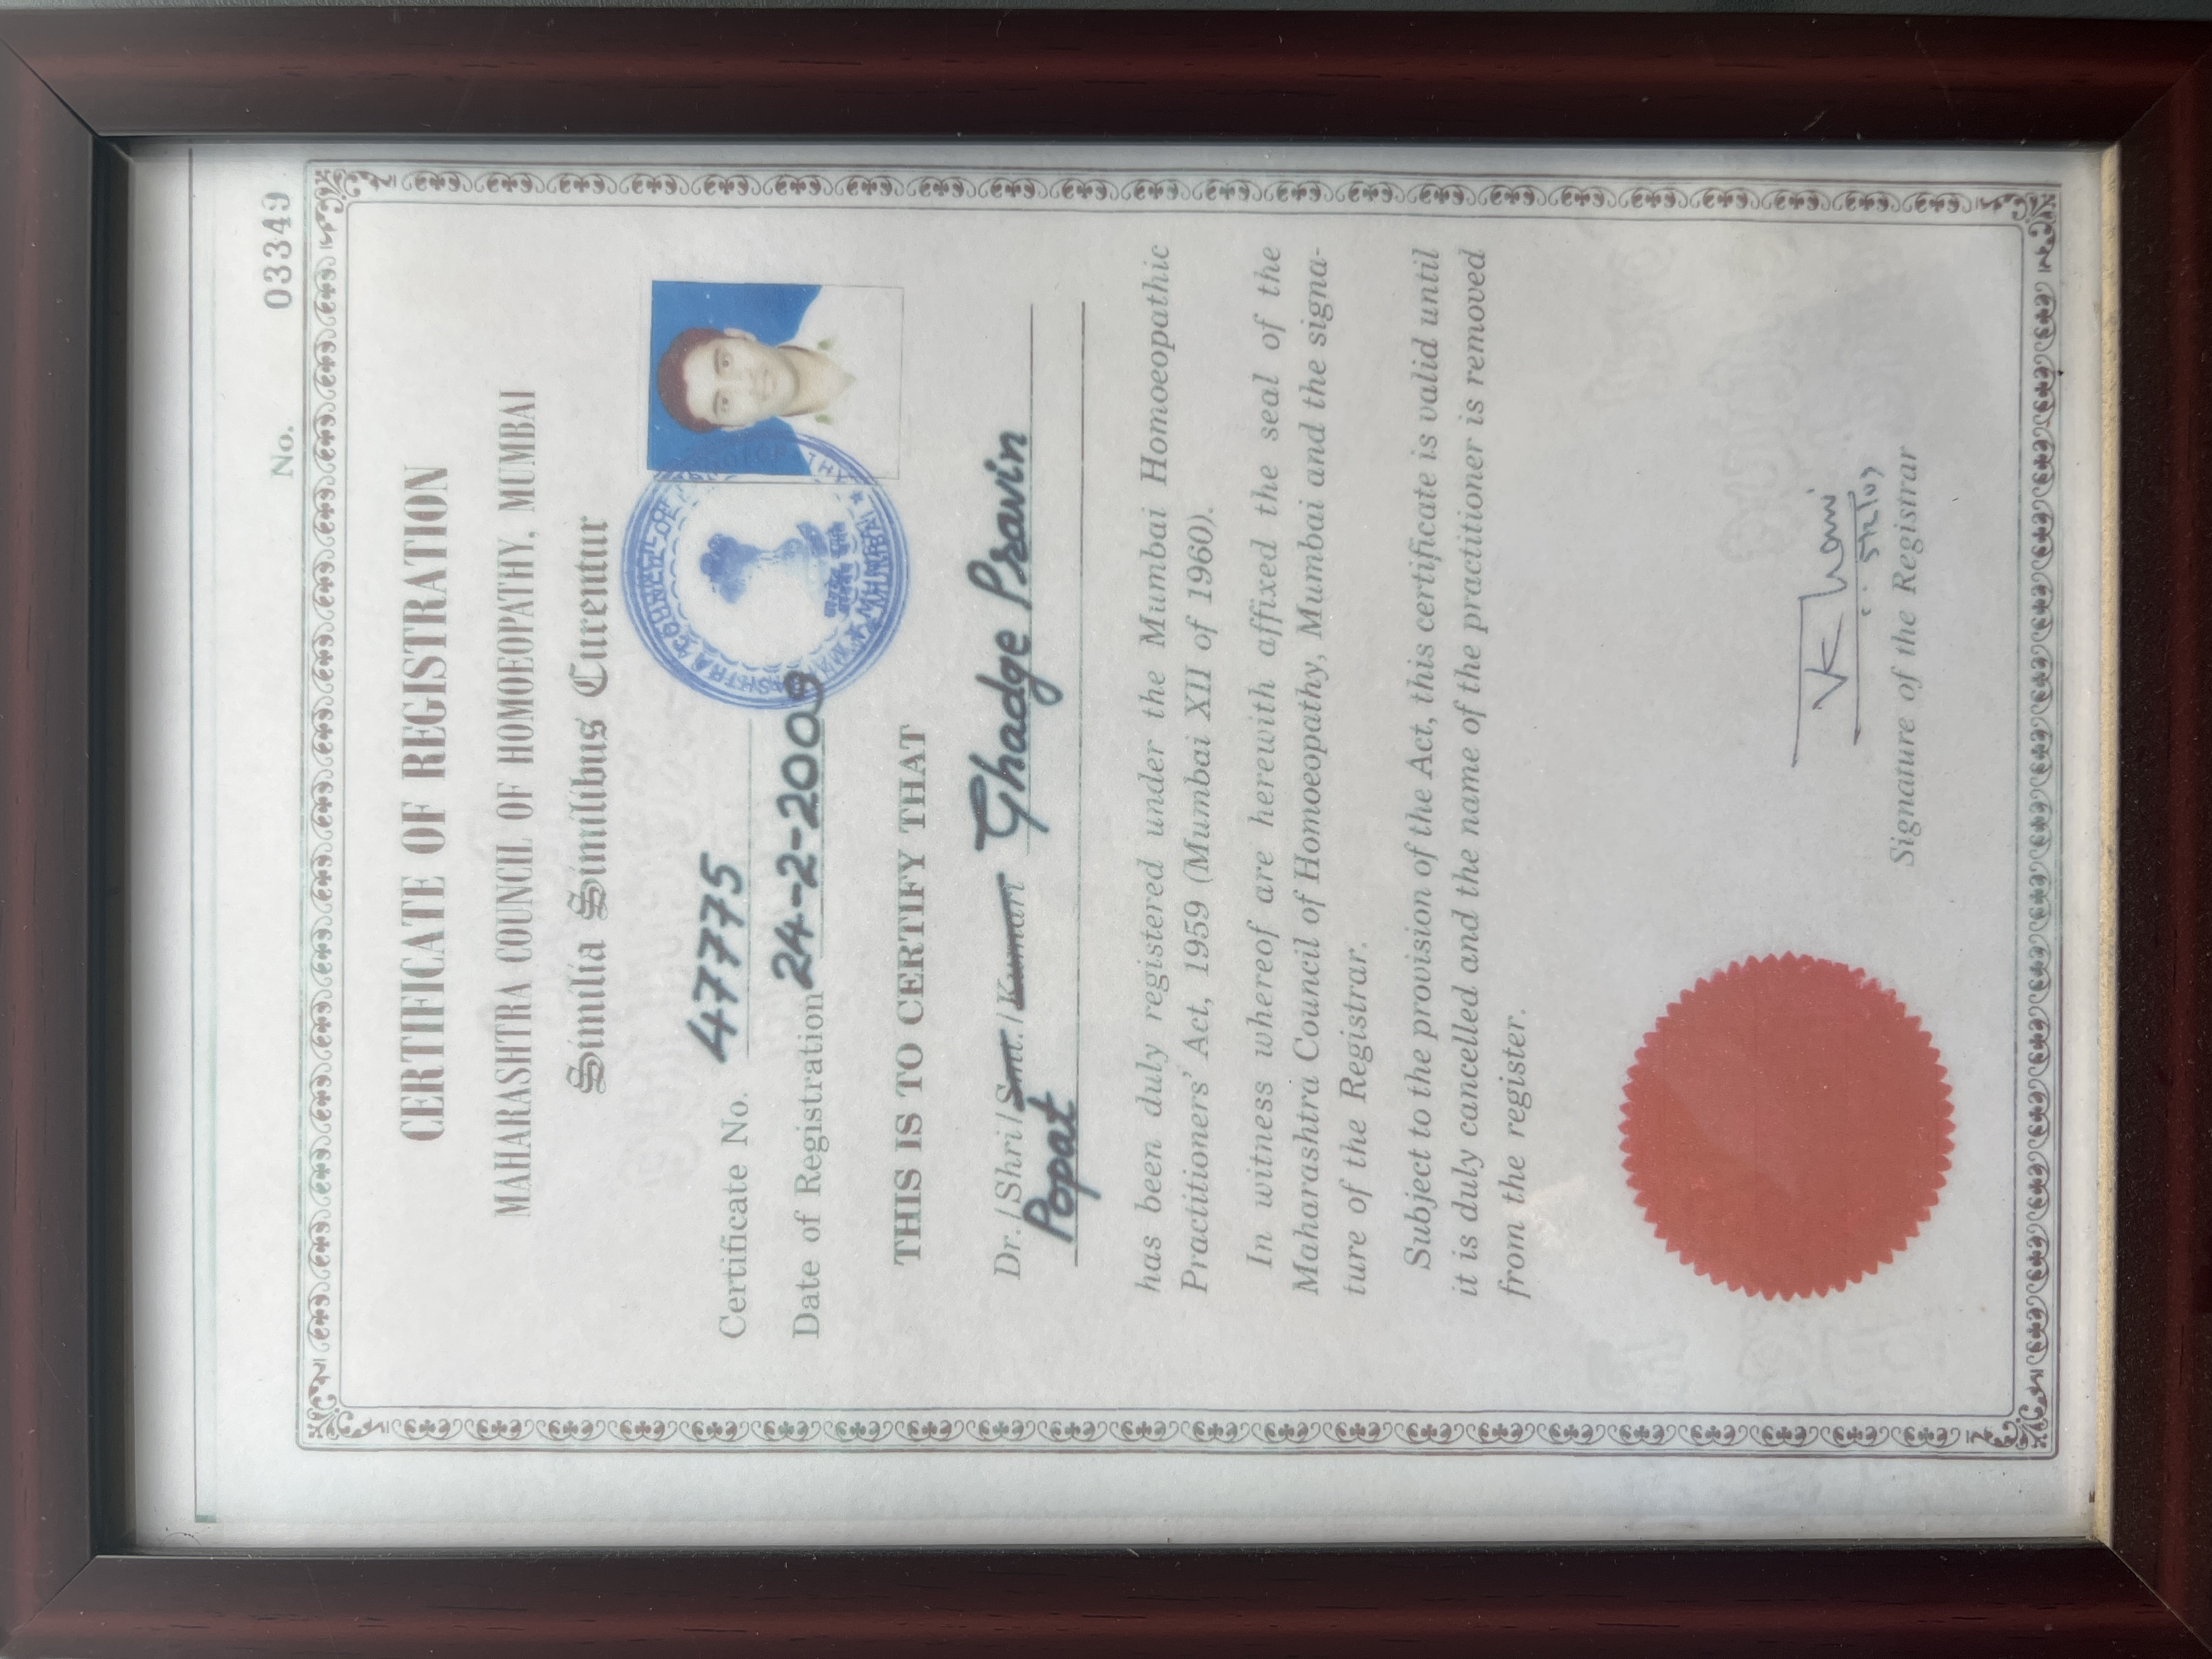 No. 03349
CERTIFICATE OF REGISTRATION
MAHARASHTRA COUNCIL OF HOMOEOPATHY, MUMBAI
Similia Similibus Curentur
Certificate No. 47775
Date of Registration 24-2-2009
THIS IS TO CERTIFY THAT
Dr./Shri/Smt./Kumari Ghadge Pravin
Popat
has been duly registered under the Mumbai Homoeopathic
Practitioners' Act, 1959 (Mumbai XII of 1960).
In witness whereof are herewith affixed the seal of the
Maharashtra Council of Homoeopathy, Mumbai and the signa-
ture of the Registrar.
Subject to the provision of the Act, this certificate is valid until
it is duly cancelled and the name of the practitioner is removed
from the register.
Signature of the Registrar